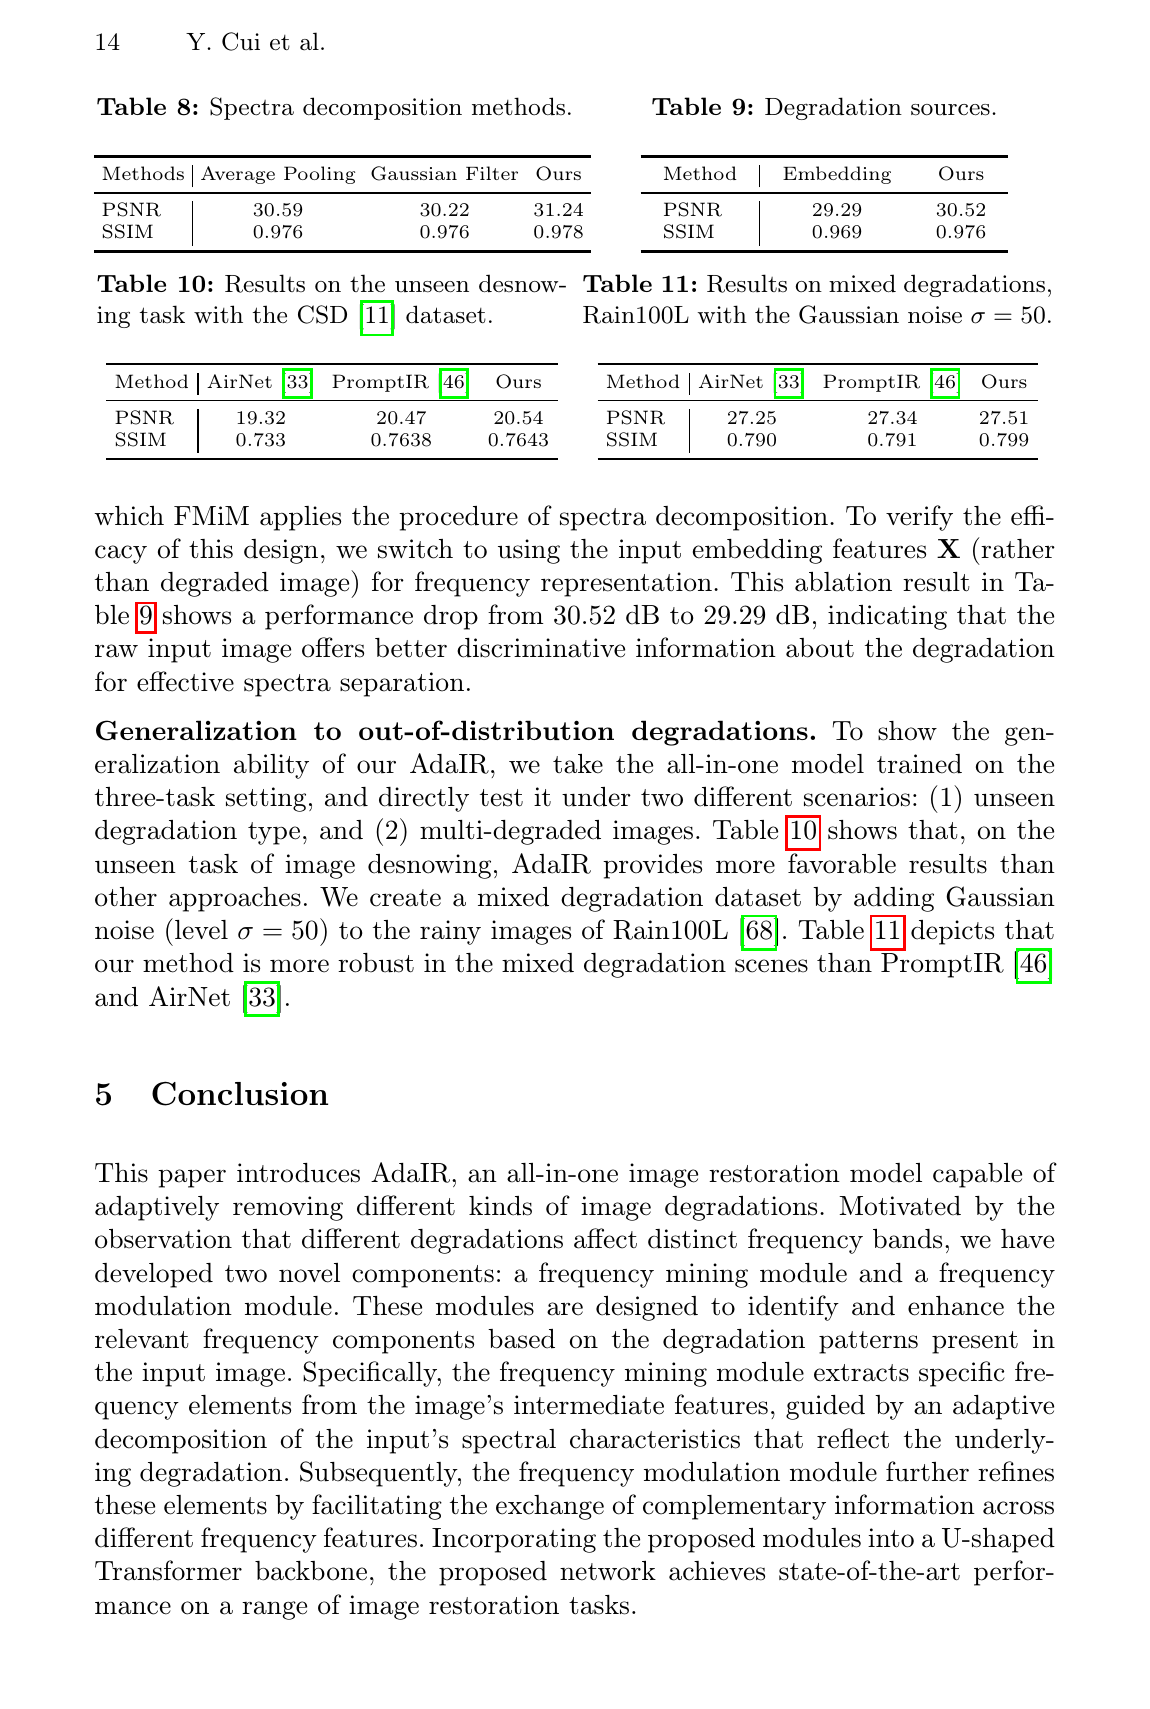 14 Y. Cui et al.
Table 8: Spectra decomposition methods.
Methods Average Pooling Gaussian Filter Ours
PSNR 30.59 30.22 31.24
SSIM 0.976 0.976 0.978
Table 9: Degradation sources.
Method Embedding Ours
PSNR 29.29 30.52
SSIM 0.969 0.976
Table 10: Results on the unseen desnow-
ing task with the CSD [11] dataset.
Method AirNet [33] PromptIR [46] Ours
PSNR 19.32 20.47 20.54
SSIM 0.733 0.7638 0.7643
Table 11: Results on mixed degradations,
Rain100L with the Gaussian noise σ = 50.
Method AirNet [33] PromptIR [46] Ours
PSNR 27.25 27.34 27.51
SSIM 0.790 0.791 0.799
which FMiM applies the procedure of spectra decomposition. To verify the effi-
cacy of this design, we switch to using the input embedding features X (rather
than degraded image) for frequency representation. This ablation result in Ta-
ble 9 shows a performance drop from 30.52 dB to 29.29 dB, indicating that the
raw input image offers better discriminative information about the degradation
for effective spectra separation.
Generalization to out-of-distribution degradations. To show the gen-
eralization ability of our AdaIR, we take the all-in-one model trained on the
three-task setting, and directly test it under two different scenarios: (1) unseen
degradation type, and (2) multi-degraded images. Table 10 shows that, on the
unseen task of image desnowing, AdaIR provides more favorable results than
other approaches. We create a mixed degradation dataset by adding Gaussian
noise (level σ = 50) to the rainy images of Rain100L [68]. Table 11 depicts that
our method is more robust in the mixed degradation scenes than PromptIR [46]
and AirNet [33].
5 Conclusion
This paper introduces AdaIR, an all-in-one image restoration model capable of
adaptively removing different kinds of image degradations. Motivated by the
observation that different degradations affect distinct frequency bands, we have
developed two novel components: a frequency mining module and a frequency
modulation module. These modules are designed to identify and enhance the
relevant frequency components based on the degradation patterns present in
the input image. Specifically, the frequency mining module extracts specific fre-
quency elements from the image's intermediate features, guided by an adaptive
decomposition of the input's spectral characteristics that reflect the underly-
ing degradation. Subsequently, the frequency modulation module further refines
these elements by facilitating the exchange of complementary information across
different frequency features. Incorporating the proposed modules into a U-shaped
Transformer backbone, the proposed network achieves state-of-the-art perfor-
mance on a range of image restoration tasks.